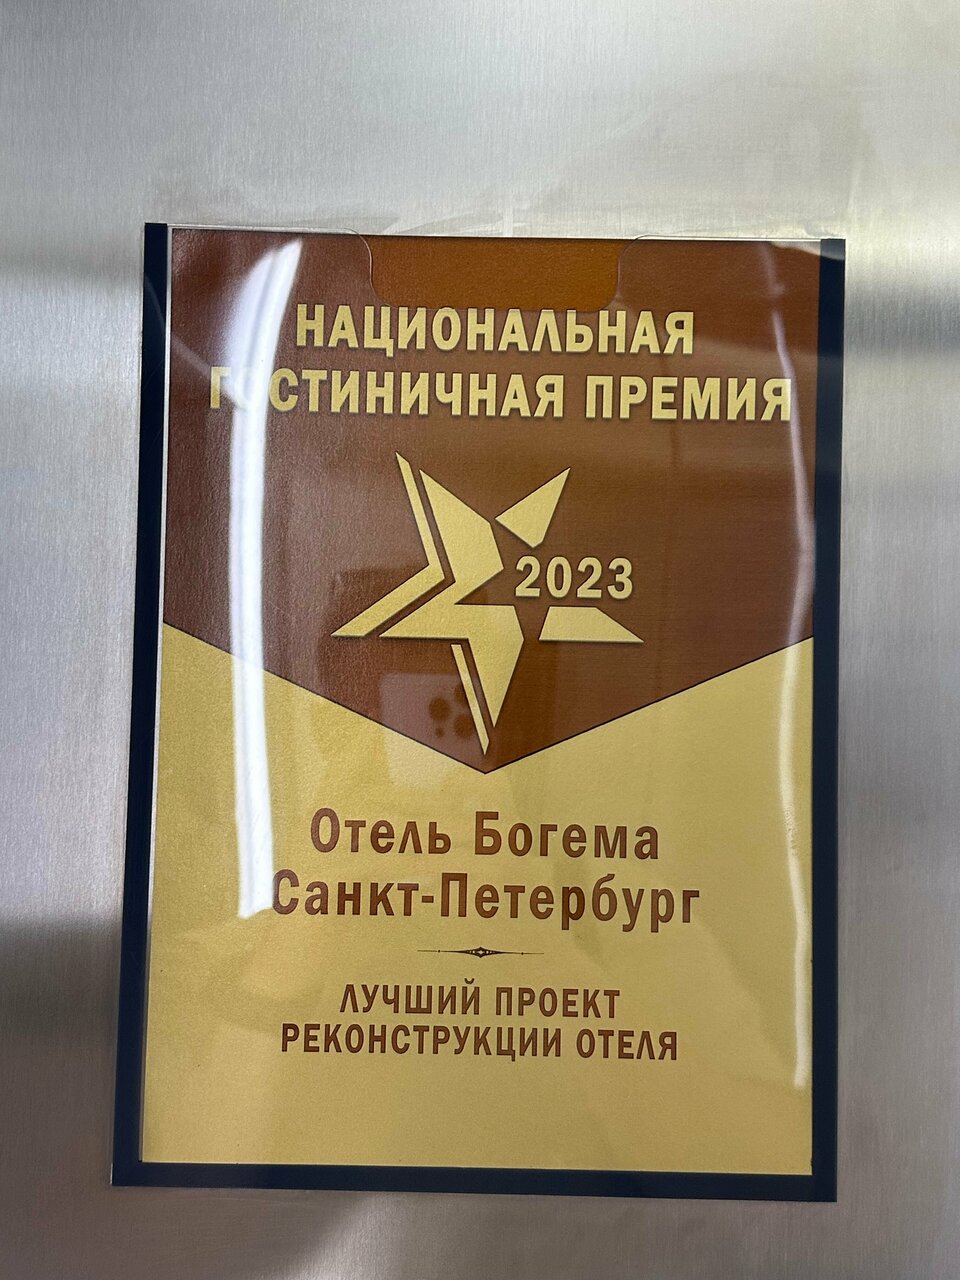 НАЦИОНАЛЬНАЯ
ГОСТИНИЧНАЯ ПРЕМИЯ
2023
Отель Богема
Санкт-Петербург
ЛУЧШИЙ ПРОЕКТ
РЕКОНСТРУКЦИИ ОТЕЛЯ